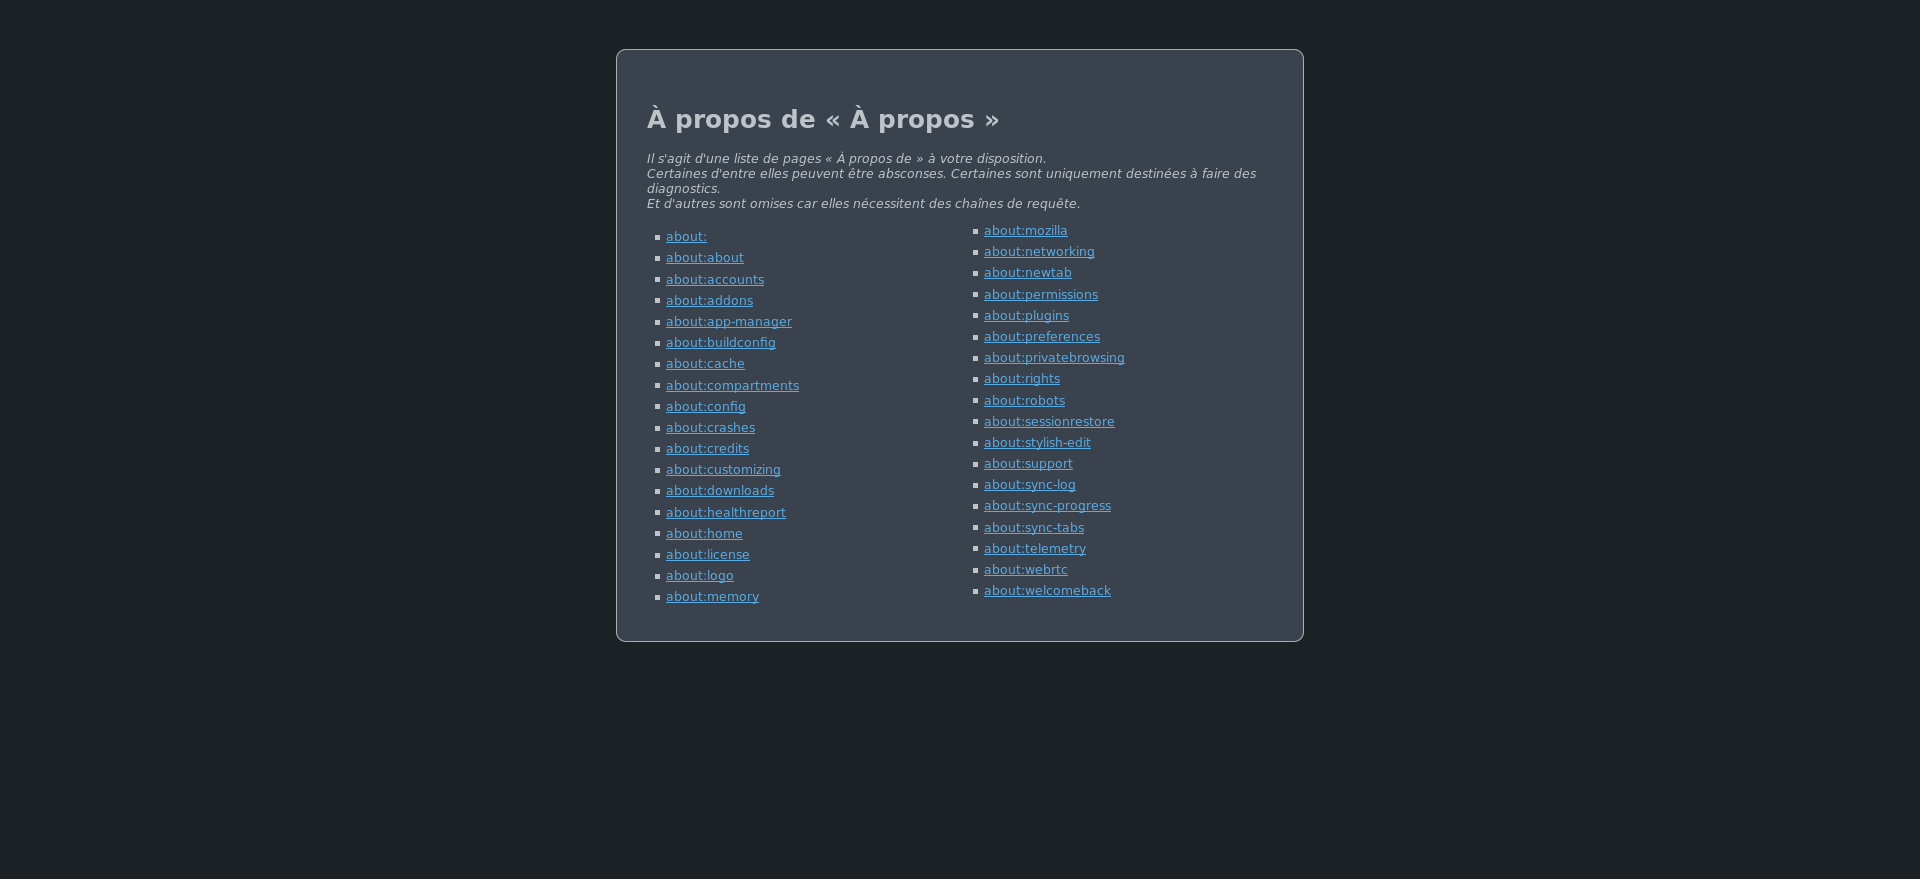 À propos de « À propos »
Il s'agit d'une liste de pages « À propos de » à votre disposition.
Certaines d'entre elles peuvent être absconses. Certaines sont uniquement destinées à faire des
diagnostics.
Et d'autres sont omises car elles nécessitent des chaînes de requête.
about:
about:about
about:accounts
about:addons
about:app-manager
about:buildconfig
about:cache
about:compartments
about:config
about:crashes
about:credits
about:customizing
about:downloads
about:healthreport
about:home
about:license
about:logo
about:memory
about:mozilla
about:networking
about:newtab
about:permissions
about:plugins
about:preferences
about:privatebrowsing
about:rights
about:robots
about:sessionrestore
about:stylish-edit
about:support
about:sync-log
about:sync-progress
about:sync-tabs
about:telemetry
about:webrtc
about:welcomeback